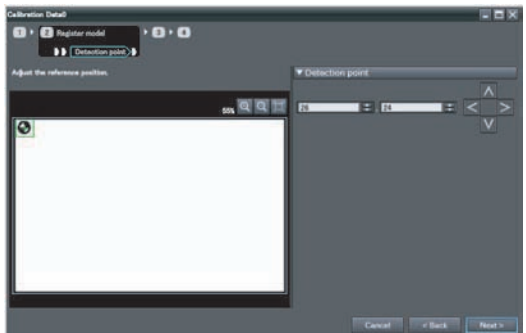 Calibration Data0
1 2 Register model 3 4
Detection point
Adjust the reference position.
▼ Detection point
55%
26 24
Cancel < Back Next >